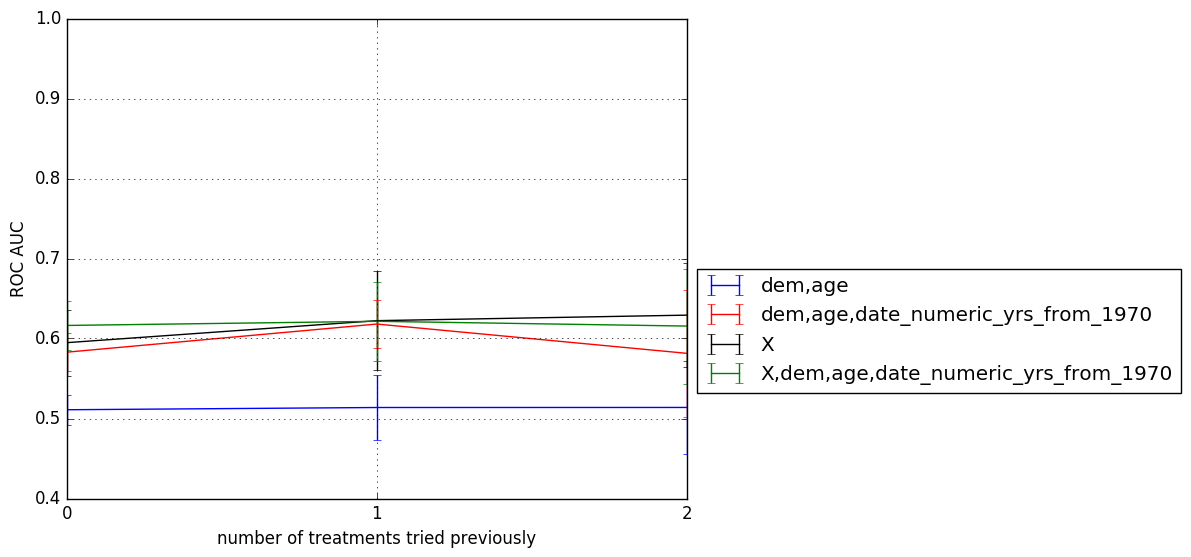 1.0
0.9
0.8
0.7
0.6
0.5
0.4
ROC AUC
0 1 2
number of treatments tried previously
dem,age
dem,age,date_numeric_yrs_from_1970
X
X,dem,age,date_numeric_yrs_from_1970